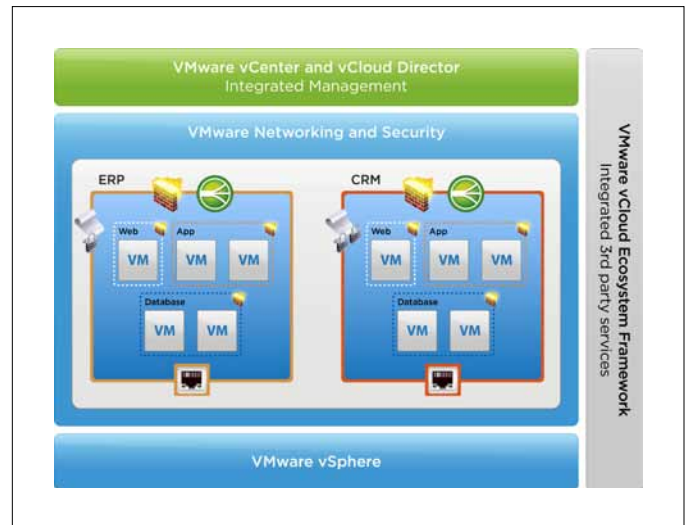 VMware vCenter and vCloud Director
Integrated Management
VMware Networking and Security
ERP
Web
App
VM
VM
VM
Database
VM
VM
CRM
Web
App
VM
VM
VM
Database
VM
VM
VMware vSphere
VMware vCloud Ecosystem Framework
Integrated 3rd party services